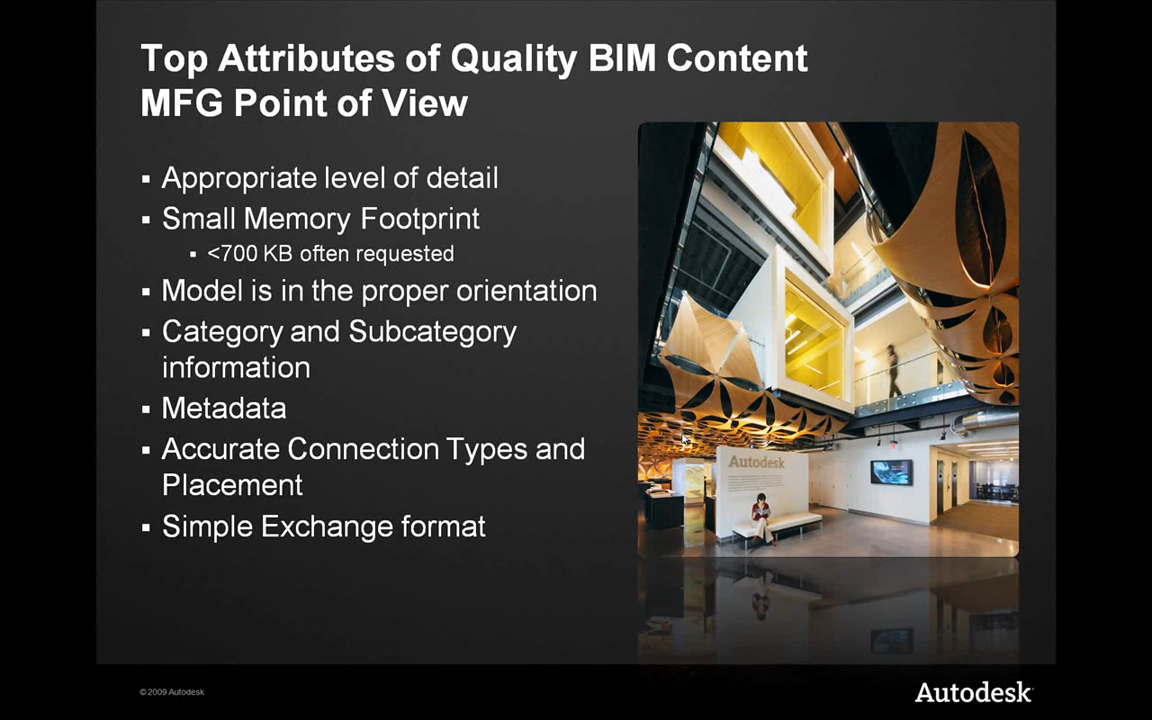 Top Attributes of Quality BIM Content
MFG Point of View
▪ Appropriate level of detail
▪ Small Memory Footprint
▪ <700 KB often requested
▪ Model is in the proper orientation
▪ Category and Subcategory
information
▪ Metadata
▪ Accurate Connection Types and
Placement
▪ Simple Exchange format
Autodesk
© 2009 Autodesk
Autodesk